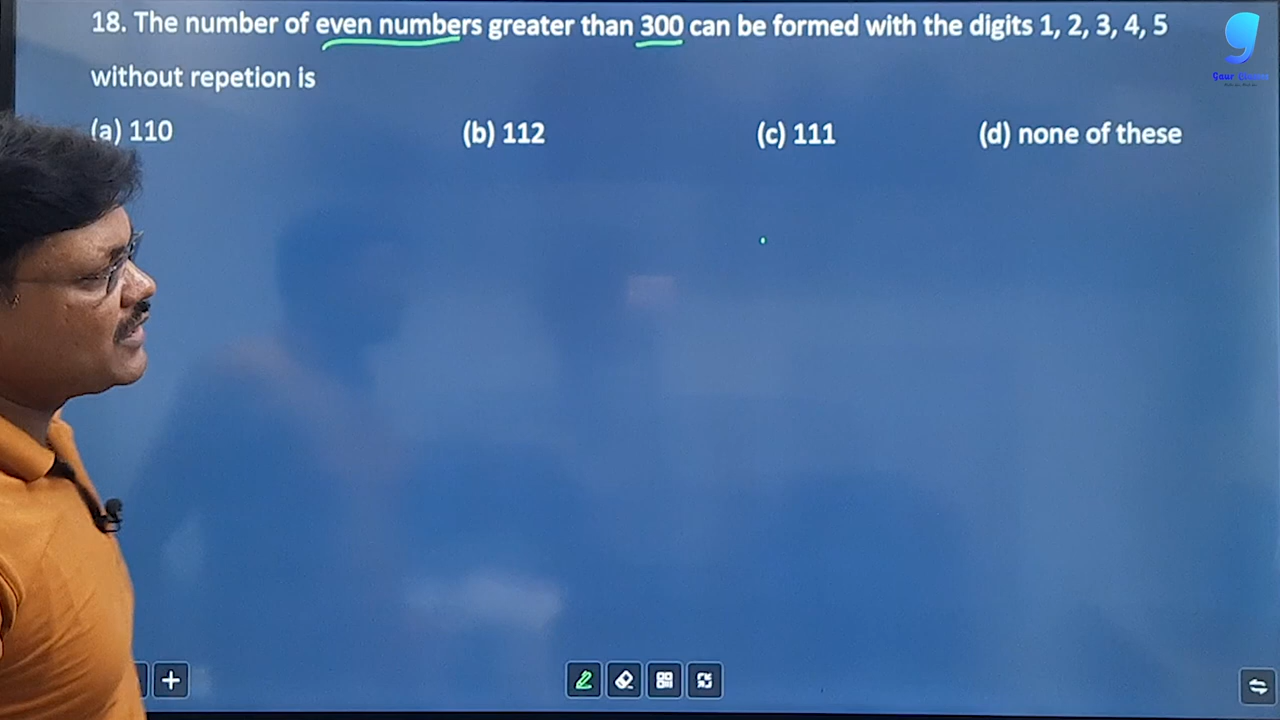 18. The number of even numbers greater than 300 can be formed with the digits 1, 2, 3, 4, 5
without repetion is
(a) 110 (b) 112 (c) 111 (d) none of these